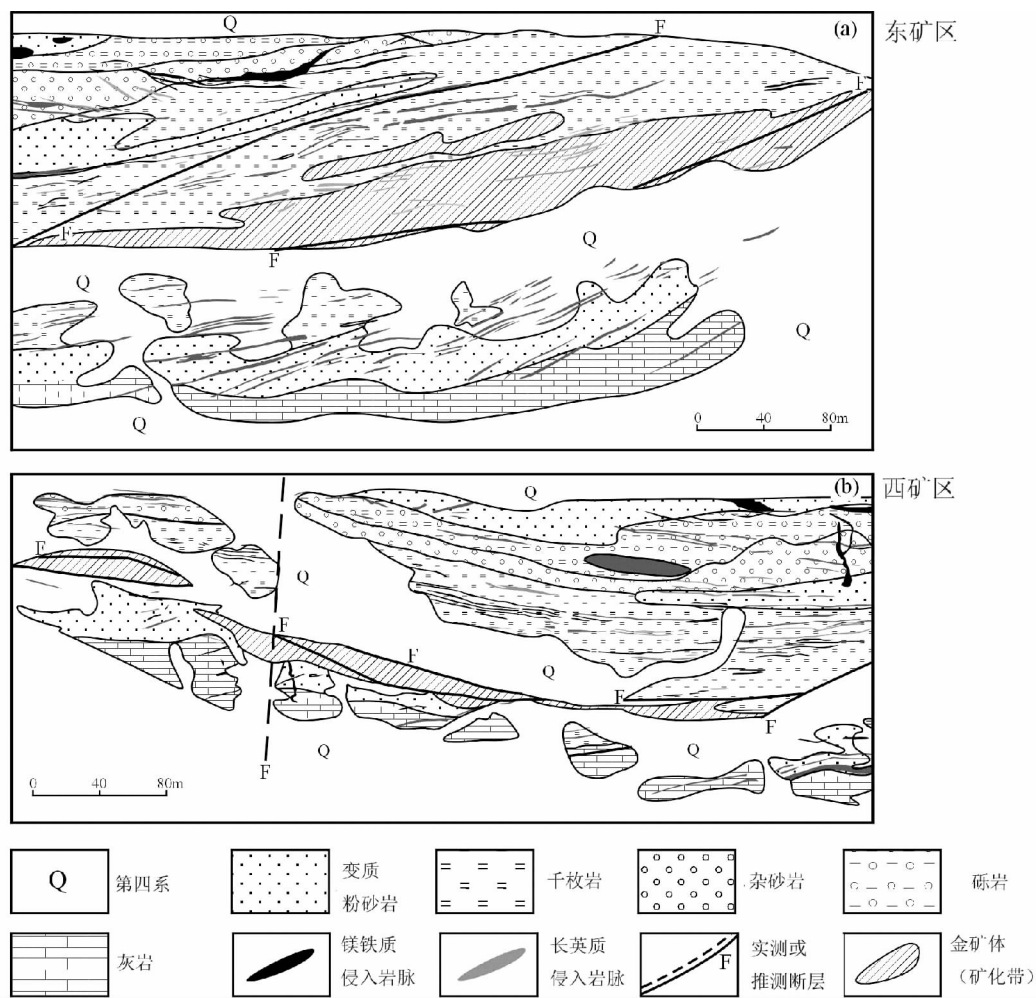 Q
F
(a)
东矿区
F
F
F
Q
Q
Q
Q
0 40 80m
Q
(b)
西矿区
F
Q
F
F
Q
F
F
Q
Q
F
0 40 80m
Q
第四系
变质
粉砂岩
千枚岩
杂砂岩
砾岩
灰岩
镁铁质
侵入岩脉
长英质
侵入岩脉
F
实测或
推测断层
金矿体
（矿化带）